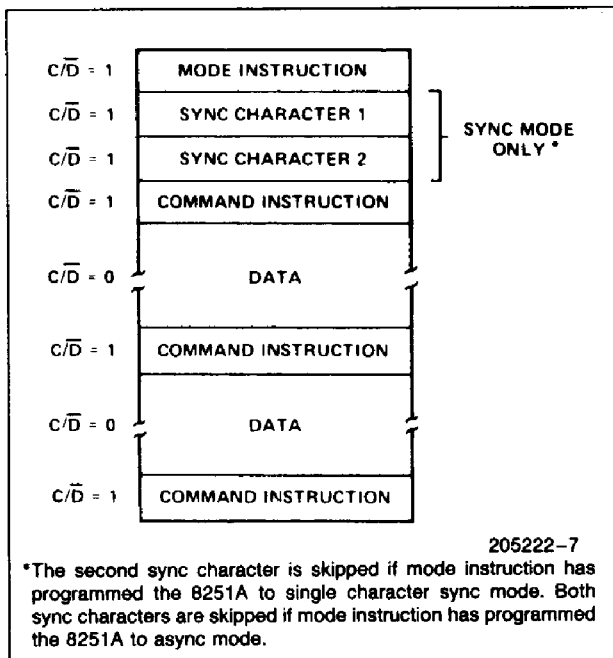 C/D̅ = 1 MODE INSTRUCTION
C/D̅ = 1 SYNC CHARACTER 1
SYNC MODE
ONLY*
C/D̅ = 1 SYNC CHARACTER 2
C/D̅ = 1 COMMAND INSTRUCTION
C/D̅ = 0 DATA
C/D̅ = 1 COMMAND INSTRUCTION
C/D̅ = 0 DATA
C/D̅ = 1 COMMAND INSTRUCTION
205222–7
*The second sync character is skipped if mode instruction has
programmed the 8251A to single character sync mode. Both
sync characters are skipped if mode instruction has programmed
the 8251A to async mode.